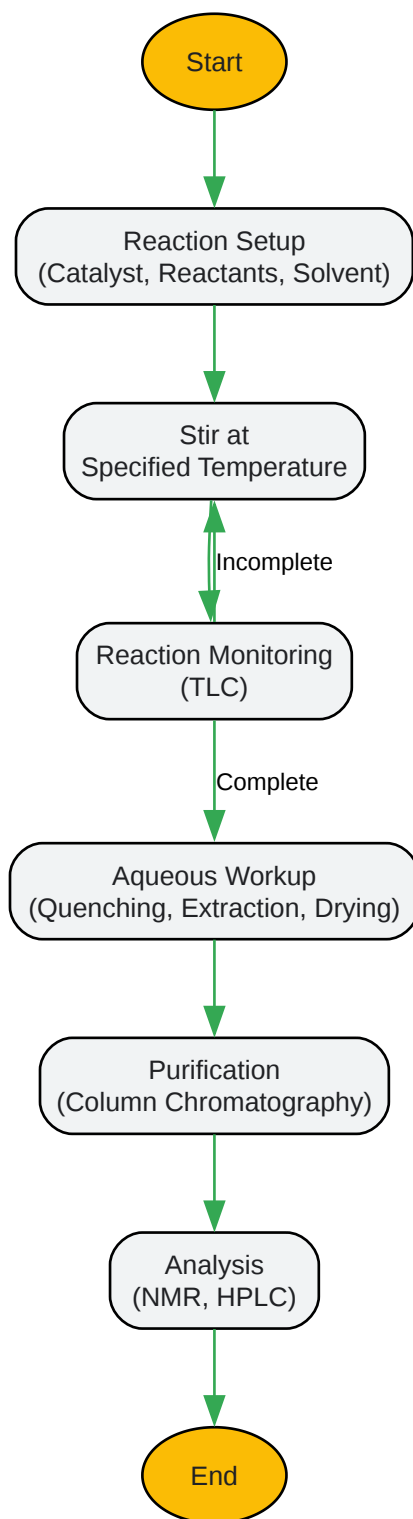 Start
Reaction Setup
(Catalyst, Reactants, Solvent)
Stir at
Specified Temperature
Incomplete
Reaction Monitoring
(TLC)
Complete
Aqueous Workup
(Quenching, Extraction, Drying)
Purification
(Column Chromatography)
Analysis
(NMR, HPLC)
End